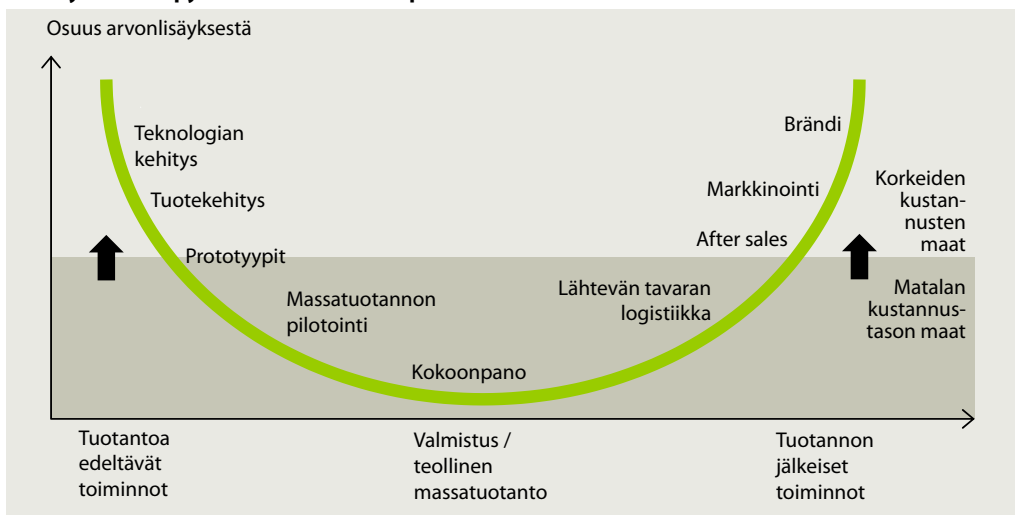 Osuus arvonlisäyksestä
Teknologian
kehitys
Tuotekehitys
Prototyypit
Massatuotannon
pilotointi
Kokoonpano
Lähtevän tavaran
logistiikka
After sales
Markkinointi
Brändi
Korkeiden
kustan-
nusten
maat
Matalan
kustannus-
tason maat
Tuotantoa
edeltävät
toiminnot
Valmistus /
teollinen
massatuotanto
Tuotannon
jälkeiset
toiminnot